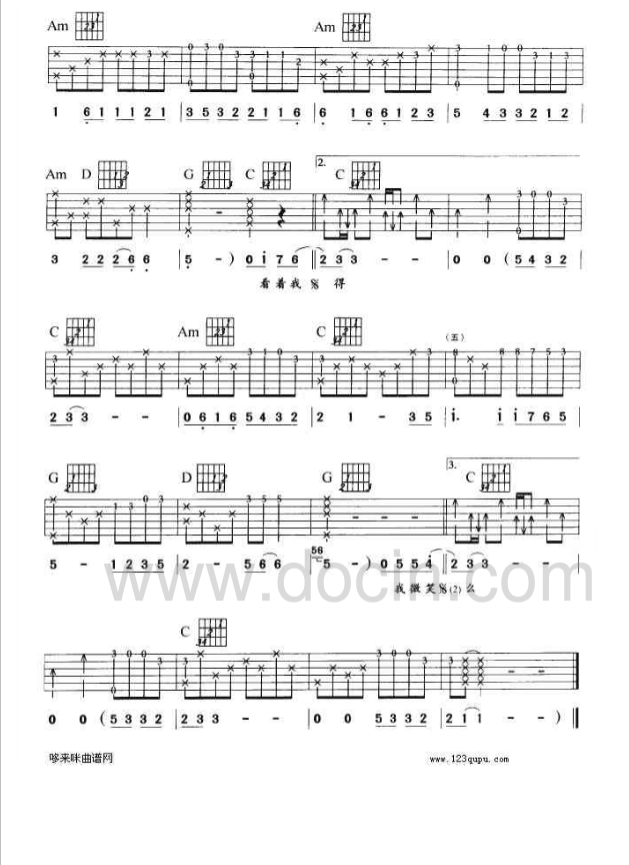 Am Am
1 6 1 1 1 2 1 | 3 5 3 2 2 1 1 6 | 6 1 6 6 1 2 3 | 5 4 3 3 2 1 2
Am D G C 2. C
3 2 2 2 6 6 | 5 - ) 0 i 7 6 || 2 3 3 - - | 0 0 ( 5 4 3 2
看着我 % 得
C Am C (五)
2 3 3 - - | 0 6 1 6 5 4 3 2 | 2 1 - 3 5 | i. i i 7 6 5
G D G 3. C
5 - 1 2 3 5 | 2 - 5 6 6 | 56 5 - ) 0 5 5 i || 2 3 3 - -
我微笑 % (2) 么
www.docin.com
C
0 0 ( 5 3 3 2 | 2 3 3 - - | 0 0 5 3 3 2 | 2 1 i - - ) ||
哆来咪曲谱网 www.123qupu.com